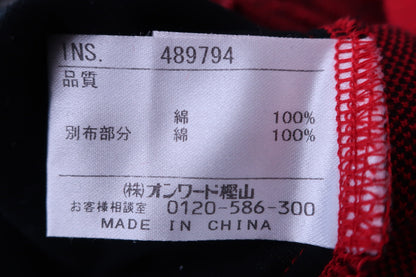 INS. 489794
品質
綿 100%
別布部分 綿 100%
㈱オンワード樫山
お客様相談室 0120-586-300
MADE IN CHINA